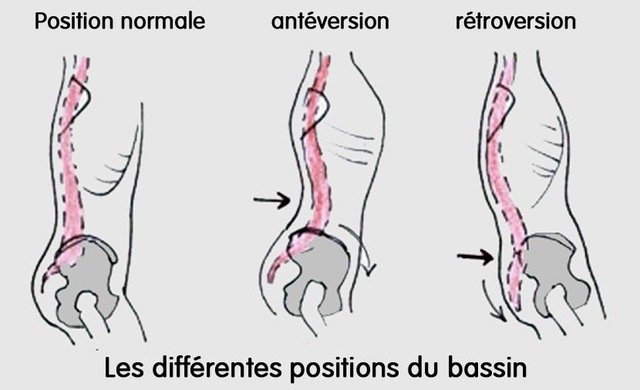 Position normale
antéversion
rétroversion
Les différentes positions du bassin